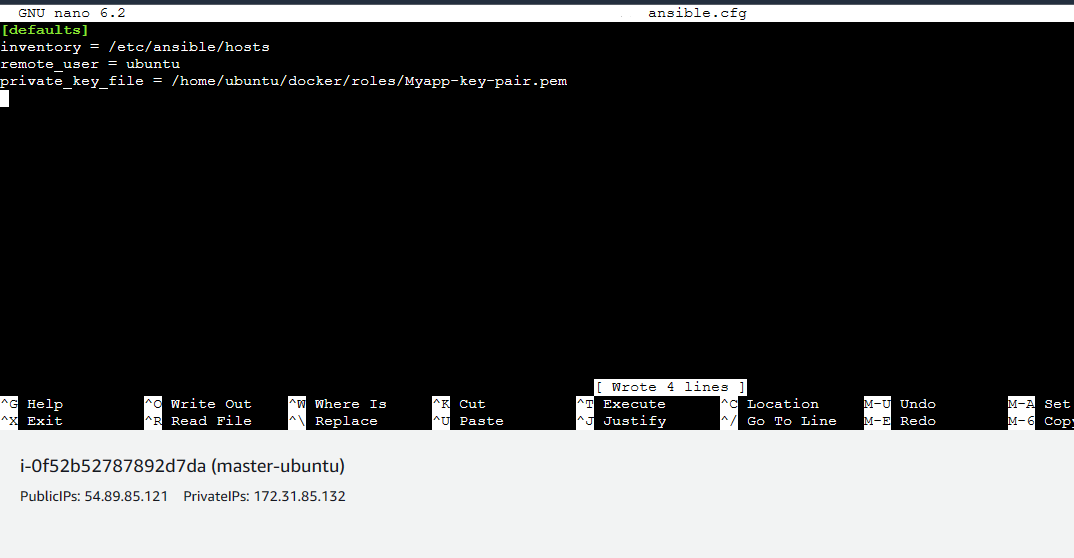 GNU nano 6.2 ansible.cfg
[defaults]
inventory = /etc/ansible/hosts
remote_user = ubuntu
private_key_file = /home/ubuntu/docker/roles/Myapp-key-pair.pem
[ Wrote 4 lines ]
^G Help ^O Write Out ^W Where Is ^K Cut ^T Execute ^C Location M-U Undo M-A Set
^X Exit ^R Read File ^\ Replace ^U Paste ^J Justify ^/ Go To Line M-E Redo M-6 Copy
i-0f52b52787892d7da (master-ubuntu)
PublicIPs: 54.89.85.121 PrivateIPs: 172.31.85.132